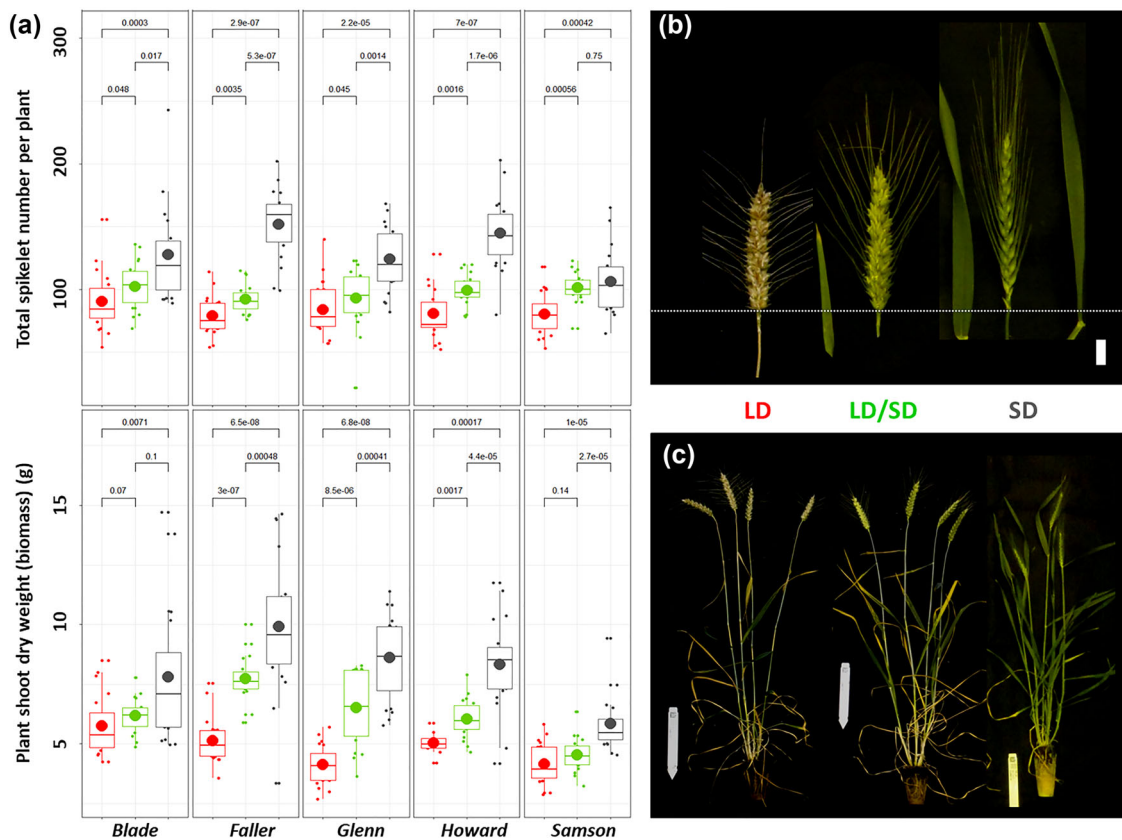 (a)
Total spikelet number per plant
300
200
100
0.0003
0.017
0.048
2.9e-07
5.3e-07
0.0035
2.2e-05
0.0014
0.045
7e-07
1.7e-06
0.0016
0.00042
0.75
0.00056
Plant shoot dry weight (biomass) (g)
15
10
5
0.0071
0.1
0.07
6.5e-08
0.00048
3e-07
6.8e-08
0.00041
8.5e-06
0.00017
4.4e-05
0.0017
1e-05
2.7e-05
0.14
Blade Faller Glenn Howard Samson
(b)
LD LD/SD SD
(c)